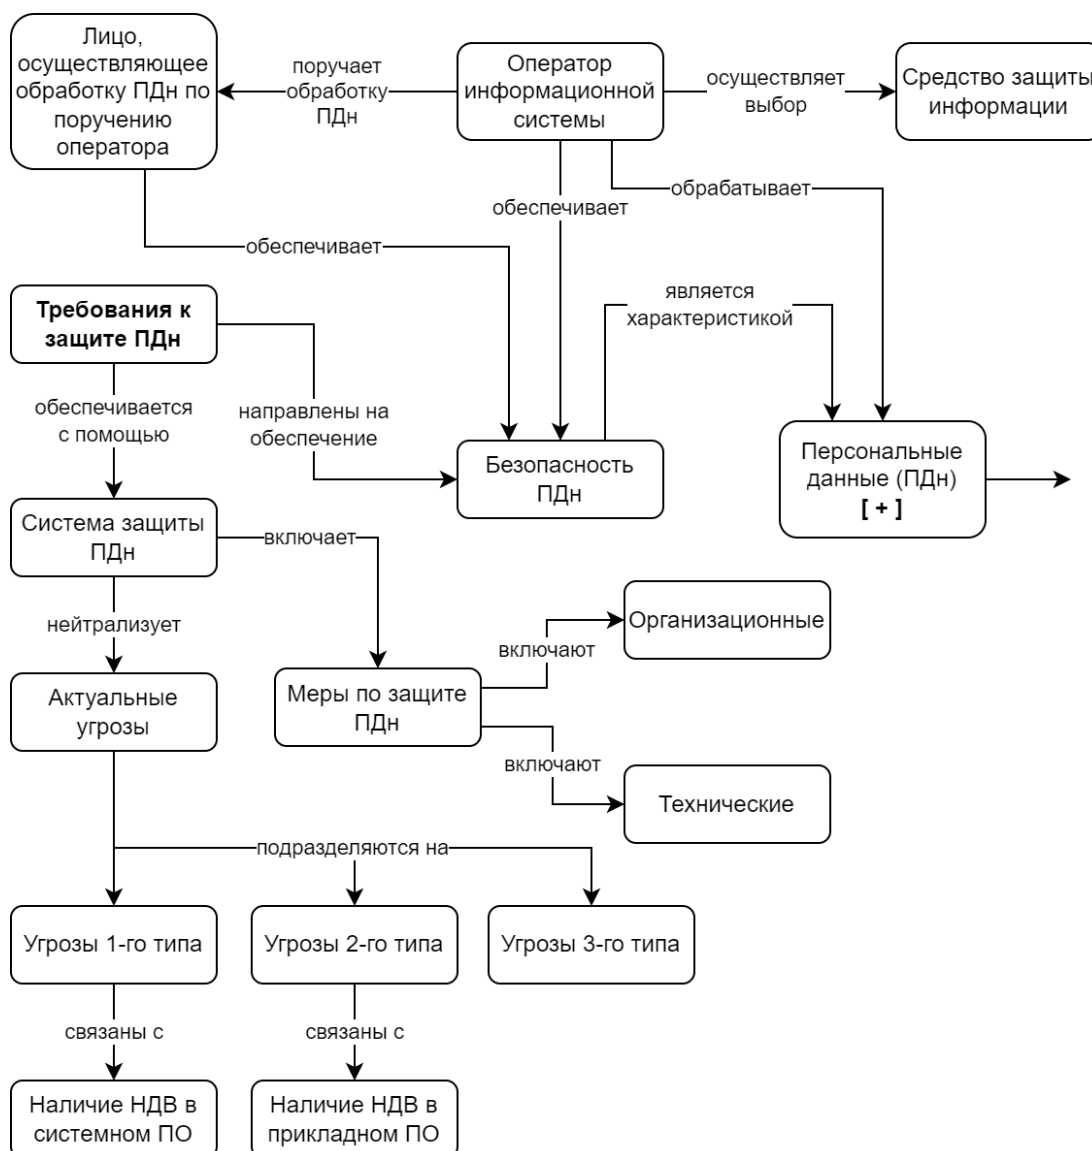 Лицо,
осуществляющее
обработку ПДн по
поручению
оператора
поручает
обработку
ПДн
Оператор
информационной
системы
осуществляет
выбор
Средство защиты
информации
обеспечивает
обрабатывает
обеспечивает
Требования к
защите ПДн
является
характеристикой
обеспечивается
с помощью
направлены на
обеспечение
Безопасность
ПДн
Персональные
данные (ПДн)
[ + ]
Система защиты
ПДн
включает
нейтрализует
Организационные
включают
Актуальные
угрозы
Меры по защите
ПДн
включают
Технические
подразделяются на
Угрозы 1-го типа
Угрозы 2-го типа
Угрозы 3-го типа
связаны с
связаны с
Наличие НДВ в
системном ПО
Наличие НДВ в
прикладном ПО